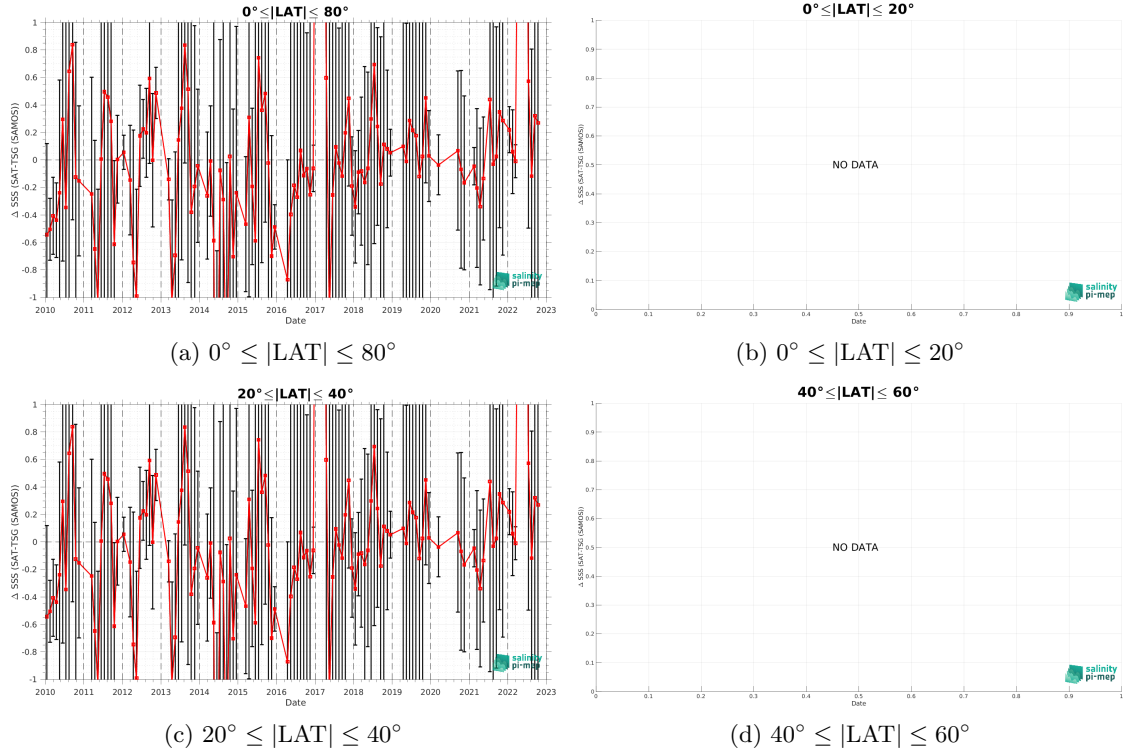 0°≤|LAT|≤ 80°
Δ SSS (SAT-TSG (SAMOS))
1
0.8
0.6
0.4
0.2
0
-0.2
-0.4
-0.6
-0.8
-1
2010 2011 2012 2013 2014 2015 2016 2017 2018 2019 2020 2021 2022 2023
Date
salinity
pi-mep
(a) 0° ≤ |LAT| ≤ 80°
0°≤|LAT|≤ 20°
Δ SSS (SAT-TSG (SAMOS))
1
0.9
0.8
0.7
0.6
0.5
0.4
0.3
0.2
0.1
0
NO DATA
0 0.1 0.2 0.3 0.4 0.5 0.6 0.7 0.8 0.9 1
Date
salinity
pi-mep
(b) 0° ≤ |LAT| ≤ 20°
20°≤|LAT|≤ 40°
Δ SSS (SAT-TSG (SAMOS))
1
0.8
0.6
0.4
0.2
0
-0.2
-0.4
-0.6
-0.8
-1
2010 2011 2012 2013 2014 2015 2016 2017 2018 2019 2020 2021 2022 2023
Date
salinity
pi-mep
(c) 20° ≤ |LAT| ≤ 40°
40°≤|LAT|≤ 60°
Δ SSS (SAT-TSG (SAMOS))
1
0.9
0.8
0.7
0.6
0.5
0.4
0.3
0.2
0.1
0
NO DATA
0 0.1 0.2 0.3 0.4 0.5 0.6 0.7 0.8 0.9 1
Date
salinity
pi-mep
(d) 40° ≤ |LAT| ≤ 60°